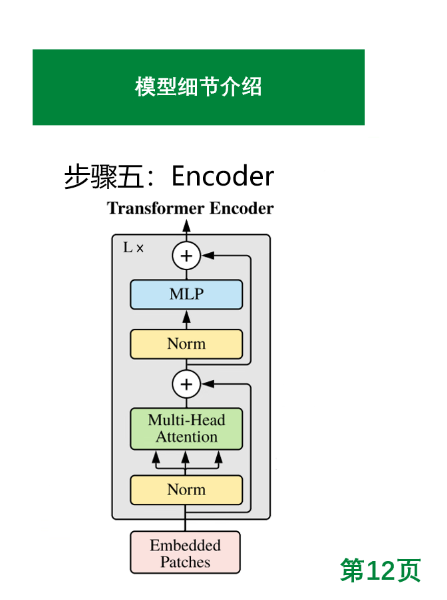 模型细节介绍
步骤五：Encoder
Transformer Encoder
L ×
+
MLP
Norm
+
Multi-Head
Attention
Norm
Embedded
Patches
第12页